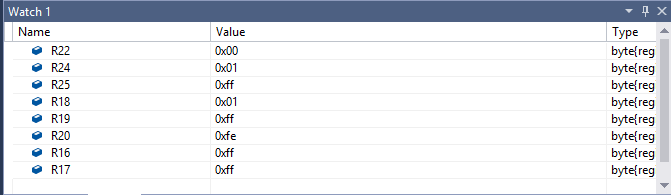 Watch 1
Name Value Type
R22 0x00 byte{reg
R24 0x01 byte{reg
R25 0xff byte{reg
R18 0x01 byte{reg
R19 0xff byte{reg
R20 0xfe byte{reg
R16 0xff byte{reg
R17 0xff byte{reg